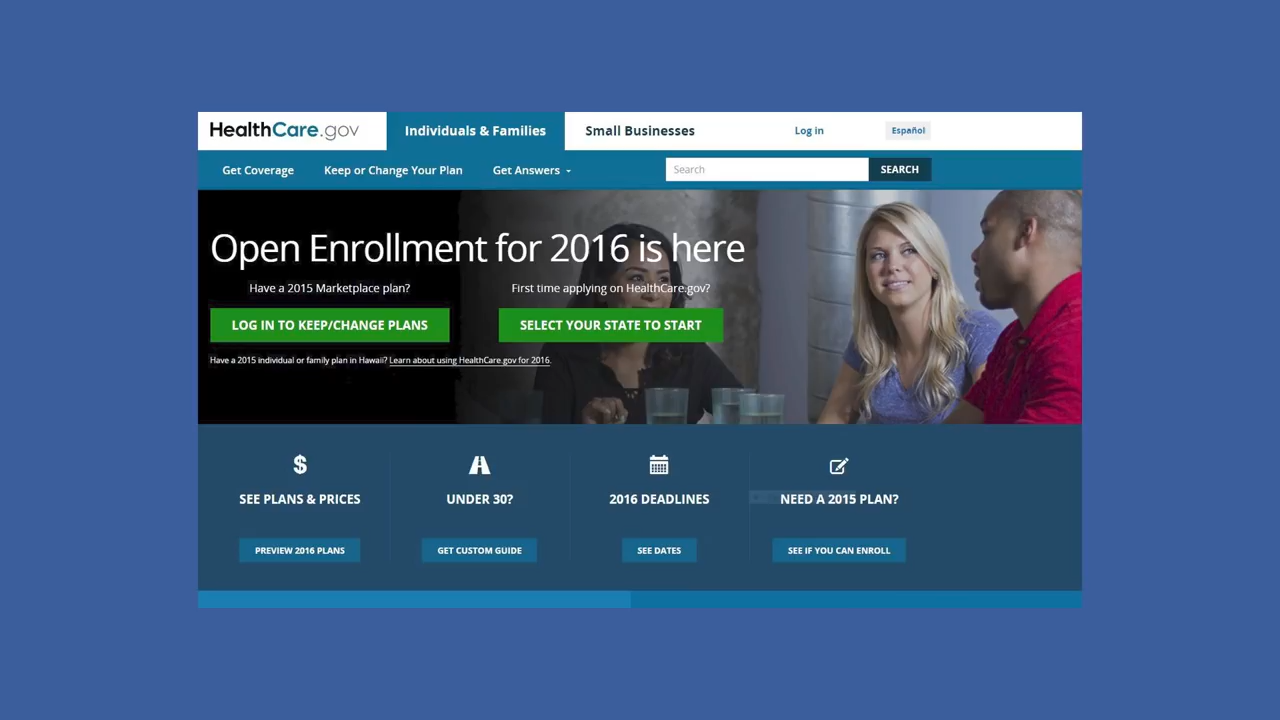 HealthCare.gov
Individuals & Families
Small Businesses
Log in
Español
Get Coverage
Keep or Change Your Plan
Get Answers
Search
SEARCH
Open Enrollment for 2016 is here
Have a 2015 Marketplace plan?
First time applying on HealthCare.gov?
LOG IN TO KEEP/CHANGE PLANS
SELECT YOUR STATE TO START
Have a 2015 individual or family plan in Hawaii? Learn about using HealthCare.gov for 2016.
SEE PLANS & PRICES
UNDER 30?
2016 DEADLINES
NEED A 2015 PLAN?
PREVIEW 2016 PLANS
GET CUSTOM GUIDE
SEE DATES
SEE IF YOU CAN ENROLL